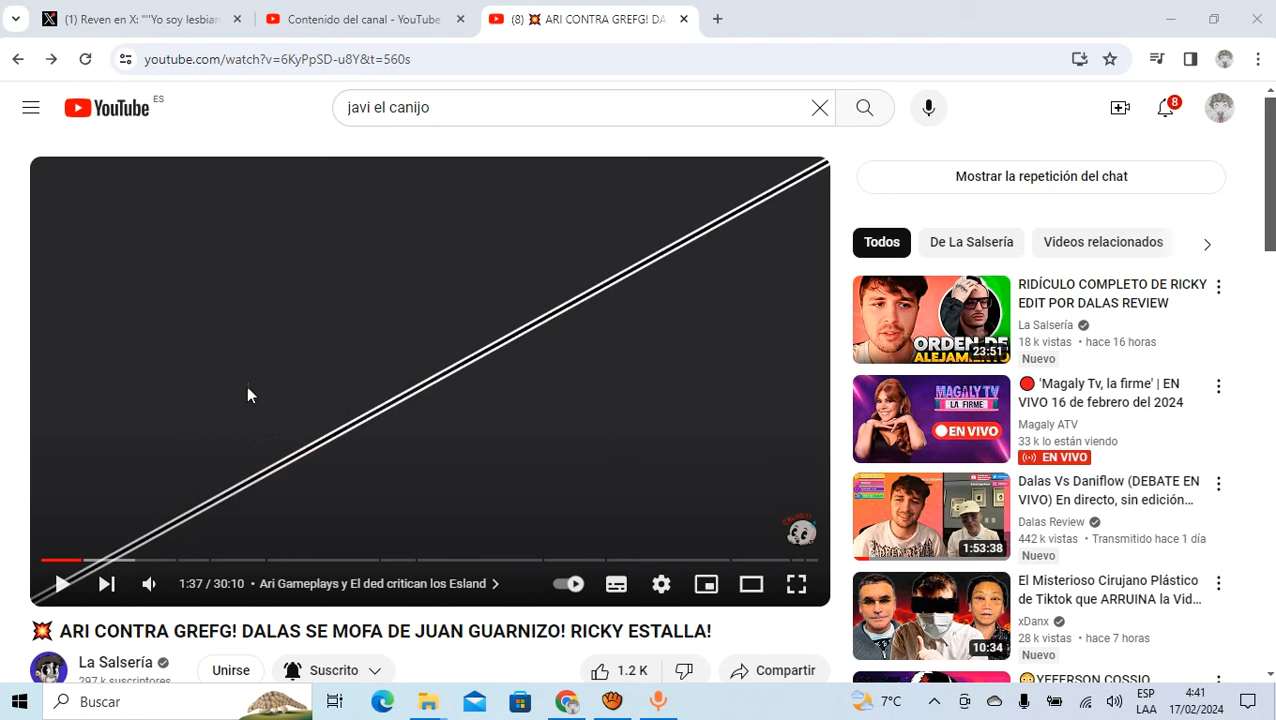 (1) Reven en X: "“Yo soy lesbian
Contenido del canal - YouTube
(8) 💥 ARI CONTRA GREFG! DA
youtube.com/watch?v=6KyPpSD-u8Y&t=560s
YouTube ES
javi el canijo
8
Mostrar la repetición del chat
Todos
De La Salsería
Videos relacionados
RIDÍCULO COMPLETO DE RICKY
EDIT POR DALAS REVIEW
La Salsería
18 k vistas • hace 16 horas
Nuevo
ORDEN DE
ALEJAMIENTO
23:51
🔴 'Magaly Tv, la firme' | EN
VIVO 16 de febrero del 2024
Magaly ATV
33 k lo están viendo
EN VIVO
MAGALY TV
LA FIRME
EN VIVO
Dalas Vs Daniflow (DEBATE EN
VIVO) En directo, sin edición...
Dalas Review
442 k vistas • Transmitido hace 1 día
Nuevo
1:53:38
El Misterioso Cirujano Plástico
de Tiktok que ARRUINA la Vid...
xDanx
28 k vistas • hace 7 horas
Nuevo
10:34
😳YEFERSON COSSIO
1:37 / 30:10 • Ari Gameplays y El ded critican los Esland
💥 ARI CONTRA GREFG! DALAS SE MOFA DE JUAN GUARNIZO! RICKY ESTALLA!
La Salsería
297 k suscriptores
Unirse
Suscrito
1.2 K
Compartir
Buscar
7°C
ESP
LAA
4:41
17/02/2024